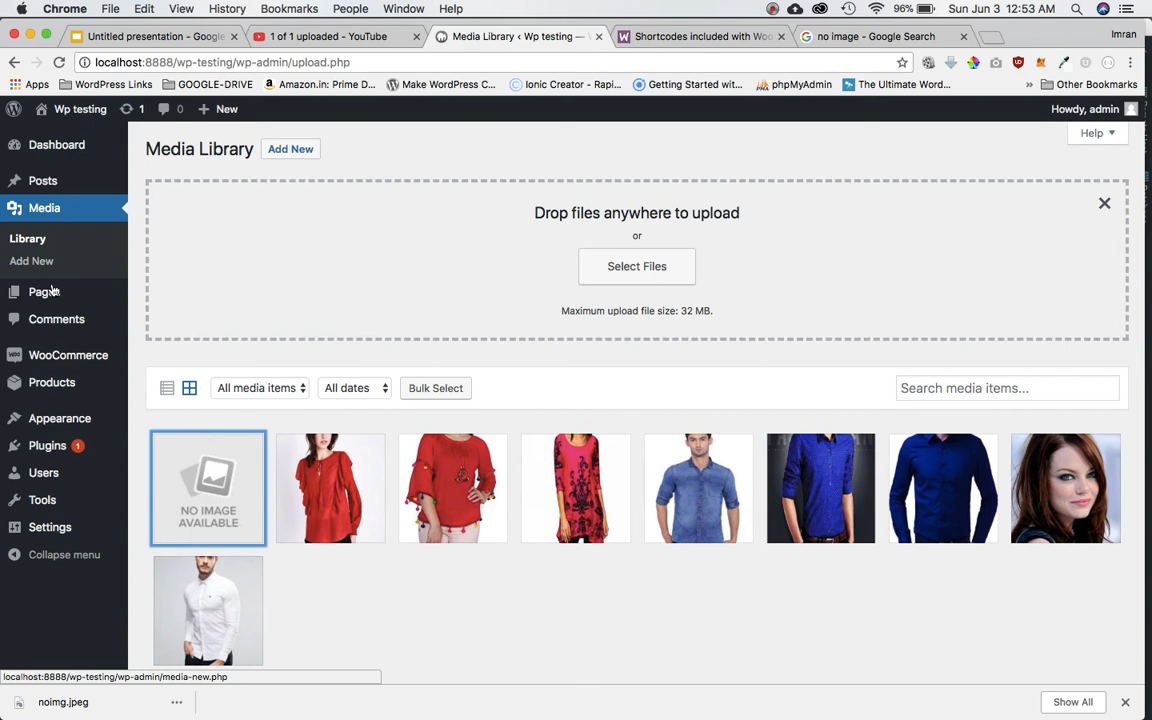 Chrome File Edit View History Bookmarks People Window Help 96% Sun Jun 3 12:53 AM
Untitled presentation - Google 1 of 1 uploaded - YouTube Media Library ‹ Wp testing — Shortcodes included with Woo no image - Google Search Imran
localhost:8888/wp-testing/wp-admin/upload.php
Apps WordPress Links GOOGLE-DRIVE Amazon.in: Prime D... Make WordPress C... Ionic Creator - Rapi... Getting Started wit... phpMyAdmin The Ultimate Word... » Other Bookmarks
Wp testing 1 0 New Howdy, admin
Help
Dashboard
Posts
Media
Library
Add New
Pages
Comments
WooCommerce
Products
Appearance
Plugins 1
Users
Tools
Settings
Collapse menu
Media Library Add New
Drop files anywhere to upload
or
Select Files
Maximum upload file size: 32 MB.
All media items All dates Bulk Select Search media items...
NO IMAGE
AVAILABLE
localhost:8888/wp-testing/wp-admin/media-new.php
noimg.jpeg Show All